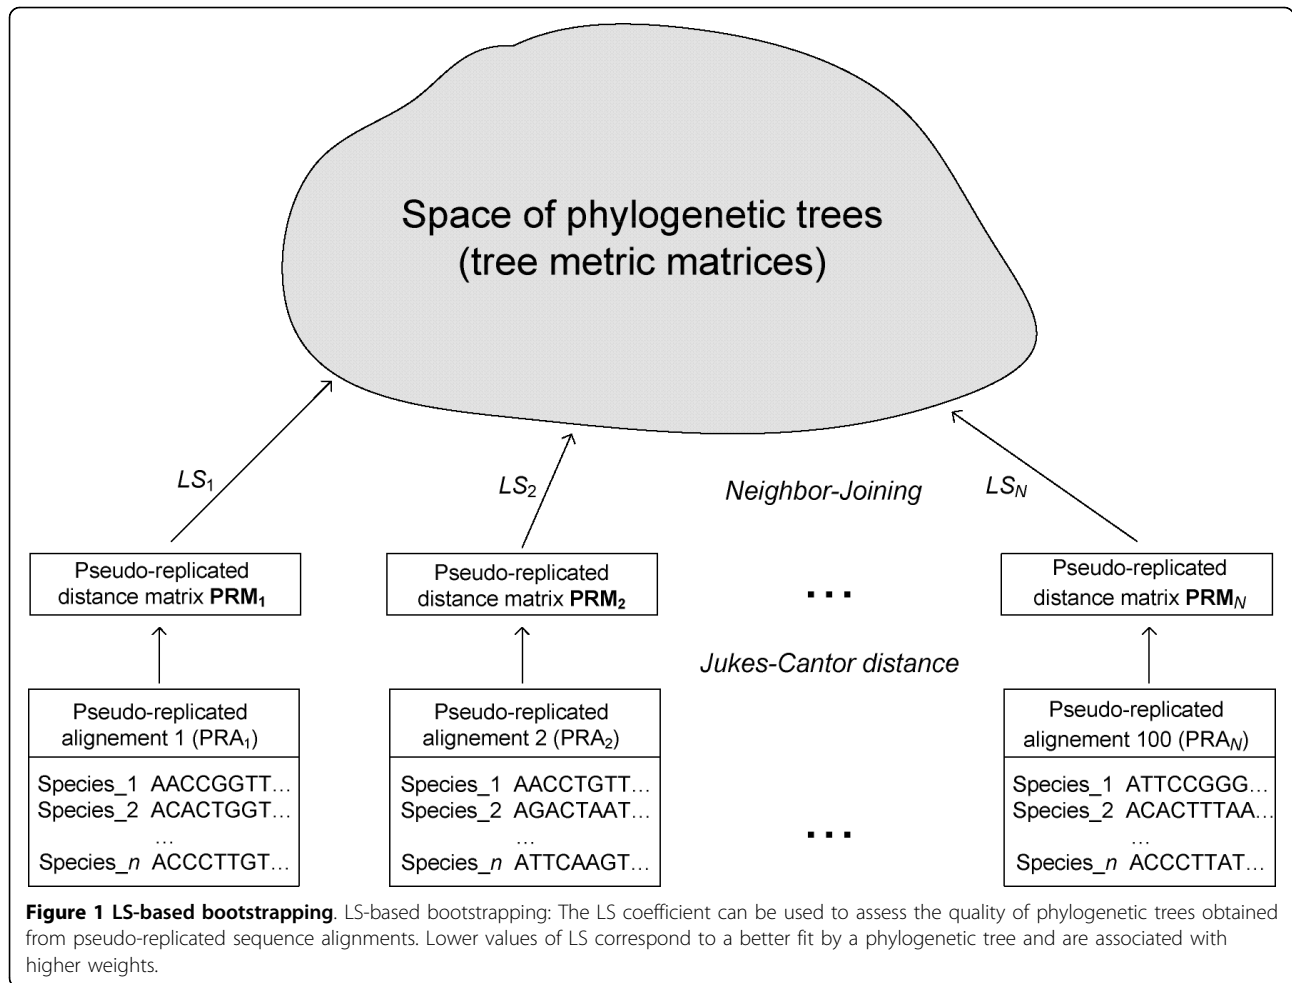 Space of phylogenetic trees
(tree metric matrices)
LS1
LS2
Neighbor-Joining
LSN
Pseudo-replicated
distance matrix PRM1
Pseudo-replicated
distance matrix PRM2
...
Pseudo-replicated
distance matrix PRMN
Jukes-Cantor distance
Pseudo-replicated
alignement 1 (PRA1)
Species_1 AACCGGTT...
Species_2 ACACTGGT...
...
Species_n ACCCTTGT...
Pseudo-replicated
alignement 2 (PRA2)
Species_1 AACCTGTT...
Species_2 AGACTAAT...
...
Species_n ATTCAAGT...
...
Pseudo-replicated
alignement 100 (PRAN)
Species_1 ATTCCGGG...
Species_2 ACACTTTAA...
...
Species_n ACCCTTAT...
Figure 1 LS-based bootstrapping. LS-based bootstrapping: The LS coefficient can be used to assess the quality of phylogenetic trees obtained
from pseudo-replicated sequence alignments. Lower values of LS correspond to a better fit by a phylogenetic tree and are associated with
higher weights.